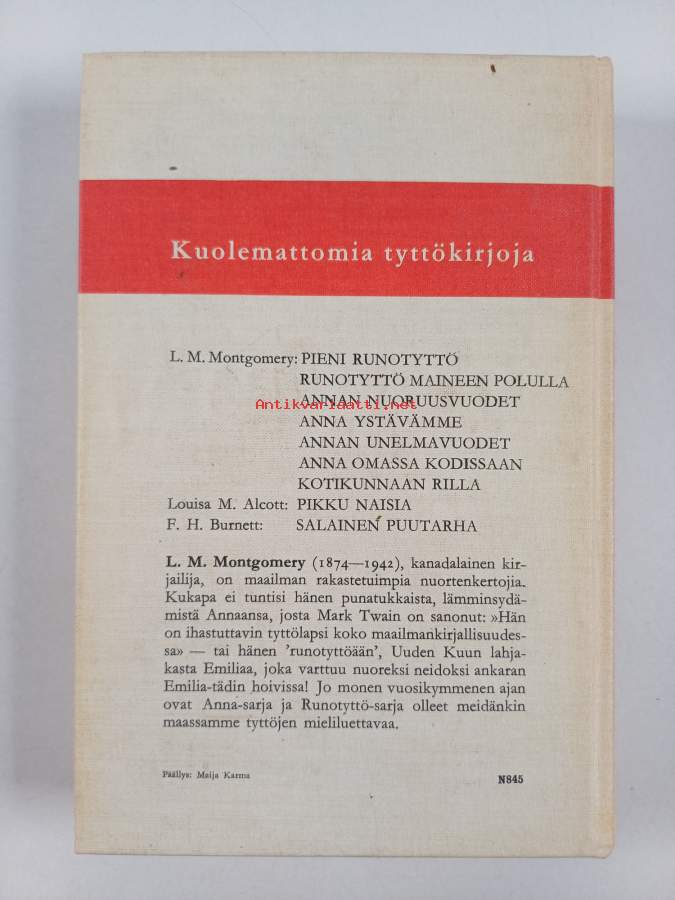 Kuolemattomia tyttökirjoja
L. M. Montgomery: PIENI RUNOTYTTÖ
RUNOTYTTÖ MAINEEN POLULLA
ANNAN NUORUUSVUODET
Antikvariaatti.net
ANNA YSTÄVÄMME
ANNAN UNELMAVUODET
ANNA OMASSA KODISSAAN
KOTIKUNNAAN RILLA
Louisa M. Alcott: PIKKU NAISIA
F. H. Burnett: SALAINEN PUUTARHA
L. M. Montgomery (1874—1942), kanadalainen kir-
jailija, on maailman rakastetuimpia nuortenkertojia.
Kukapa ei tuntisi hänen punatukkaista, lämminsydä-
mistä Annaansa, josta Mark Twain on sanonut: »Hän
on ihastuttavin tyttölapsi koko maailmankirjallisuudes-
sa» — tai hänen ’runotyttöään’, Uuden Kuun lahja-
kasta Emiliaa, joka varttuu nuoreksi neidoksi ankaran
Emilia-tädin hoivissa! Jo monen vuosikymmenen ajan
ovat Anna-sarja ja Runotyttö-sarja olleet meidänkin
maassamme tyttöjen mieliluettavaa.
Päällys: Maija Karma
N845